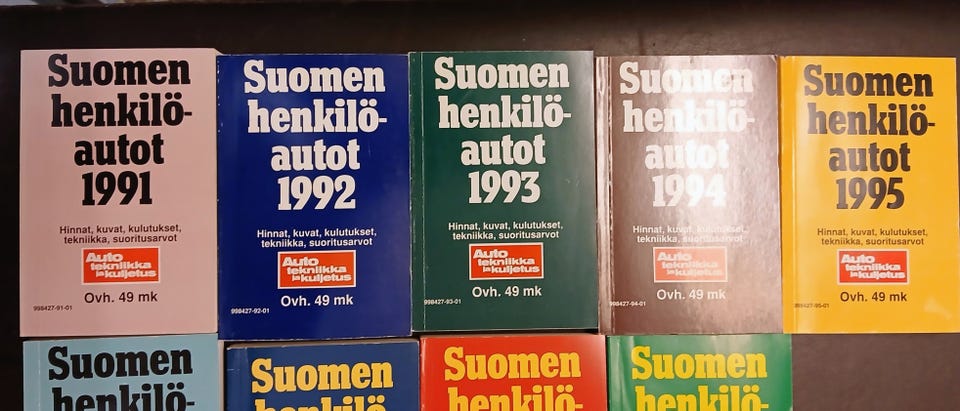 Suomen
henkilö-
autot
1991
Hinnat, kuvat, kulutukset,
tekniikka, suoritusarvot
Auto
tekniikka
ja kuljetus
Ovh. 49 mk
998427-91-01
Suomen
henkilö-
autot
1992
Hinnat, kuvat, kulutukset,
tekniikka, suoritusarvot
Auto
tekniikka
ja kuljetus
Ovh. 49 mk
998427-92-01
Suomen
henkilö-
autot
1993
Hinnat, kuvat, kulutukset,
tekniikka, suoritusarvot
Auto
tekniikka
ja kuljetus
Ovh. 49 mk
998427-93-01
Suomen
henkilö-
autot
1994
Hinnat, kuvat, kulutukset,
tekniikka, suoritusarvot
Auto
tekniikka
ja kuljetus
Ovh. 49 mk
998427-94-01
Suomen
henkilö-
autot
1995
Hinnat, kuvat, kulutukset,
tekniikka, suoritusarvot
Auto
tekniikka
ja kuljetus
Ovh. 49 mk
998427-95-01
Suomen
henkilö-
Suomen
henkilö-
Suomen
henkilö-
Suomen
henkilö-